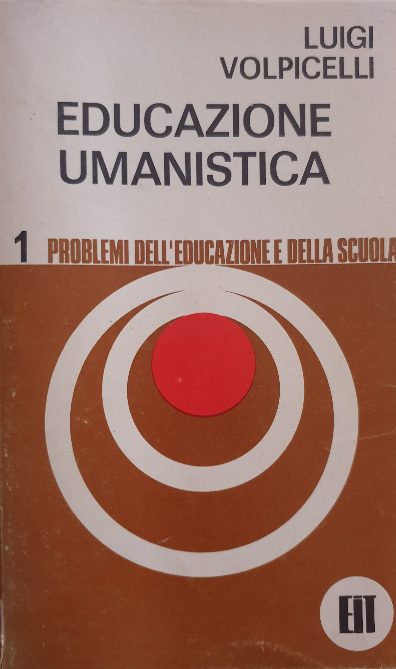 LUIGI
VOLPICELLI
EDUCAZIONE
UMANISTICA
1 PROBLEMI DELL'EDUCAZIONE E DELLA SCUOLA
EIT